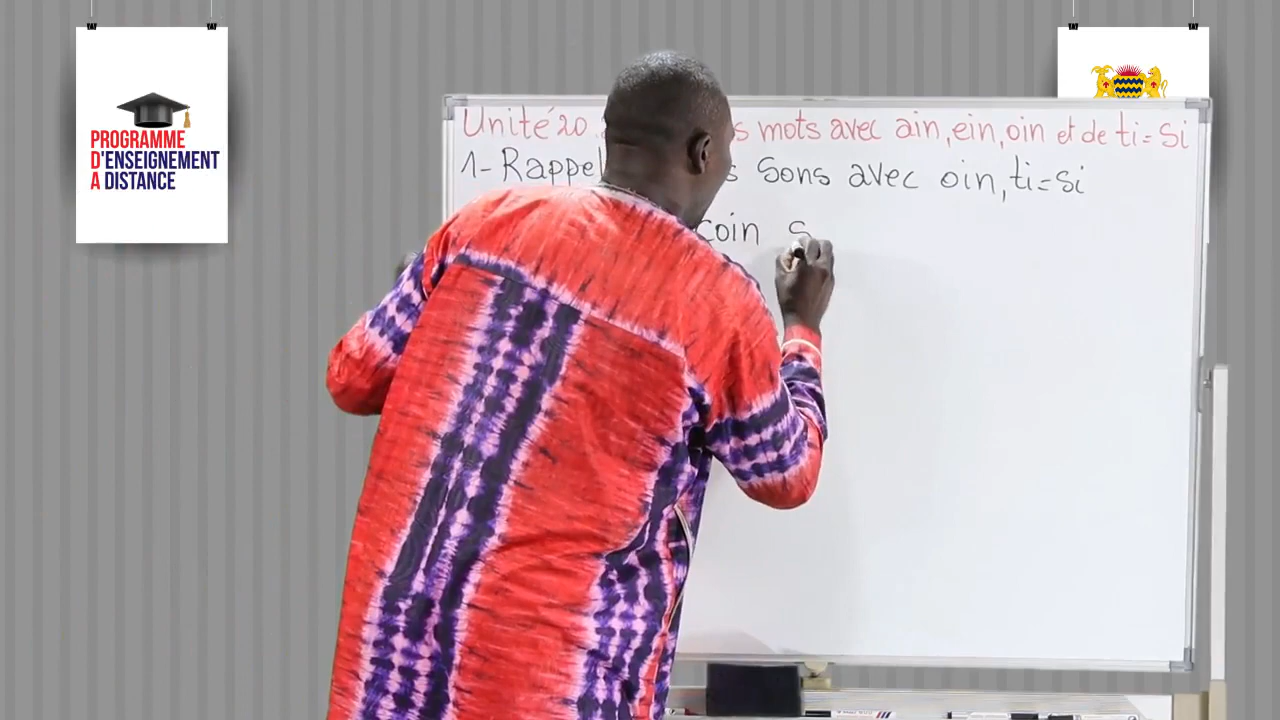 PROGRAMME
D'ENSEIGNEMENT
A DISTANCE
Unité 20 mots avec ain, ein, oin et de ti = si
1- Rappel sons avec oin, ti = si
coin s